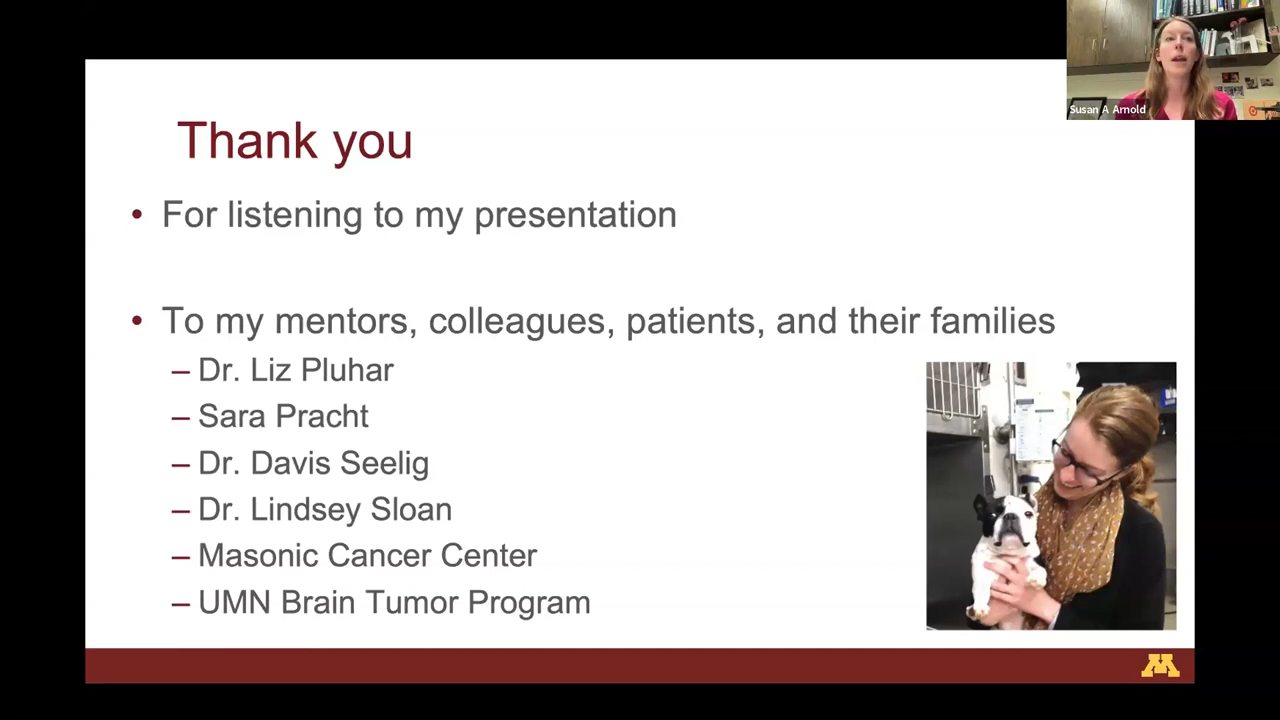 Susan A Arnold
Thank you
• For listening to my presentation
• To my mentors, colleagues, patients, and their families
– Dr. Liz Pluhar
– Sara Pracht
– Dr. Davis Seelig
– Dr. Lindsey Sloan
– Masonic Cancer Center
– UMN Brain Tumor Program
M